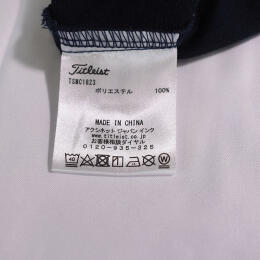 Titleist
TSMC1823
ポリエステル 100%
MADE IN CHINA
アクシネット ジャパン インク
www.titleist.co.jp
お客様相談ダイヤル
0120-935-325